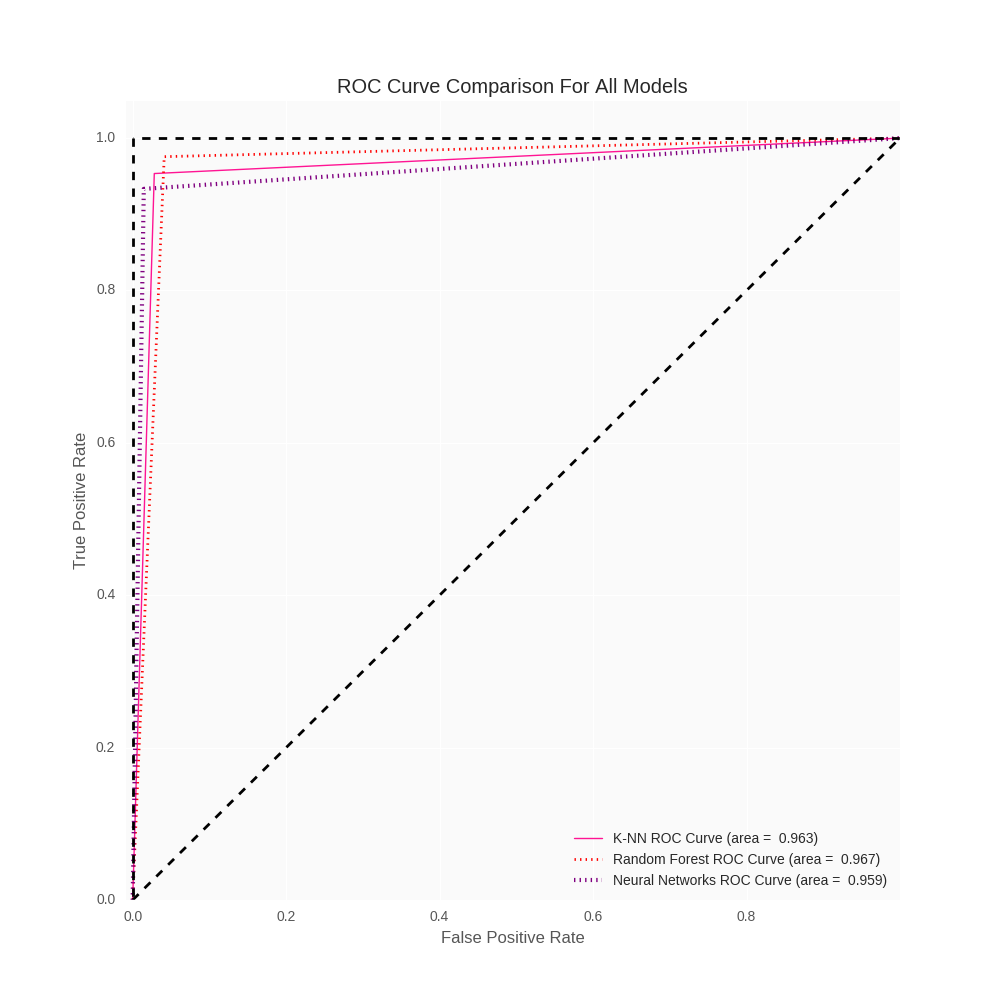 ROC Curve Comparison For All Models
1.0
0.8
0.6
0.4
0.2
0.0
True Positive Rate
0.0 0.2 0.4 0.6 0.8
False Positive Rate
K-NN ROC Curve (area =  0.963)
Random Forest ROC Curve (area =  0.967)
Neural Networks ROC Curve (area =  0.959)